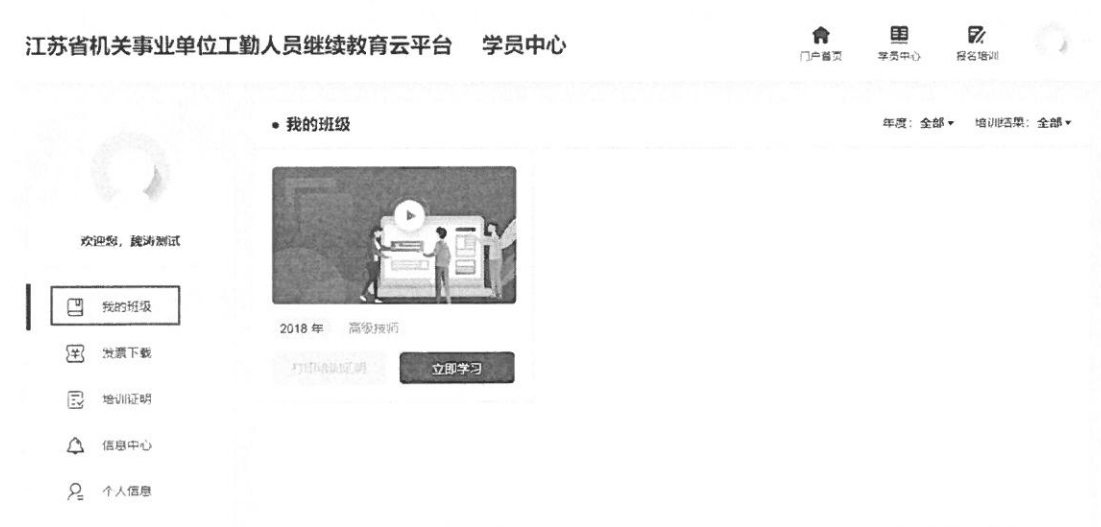 江苏省机关事业单位工勤人员继续教育云平台 学员中心
门户首页 学员中心 报名培训
我的班级
年度：全部 培训结果：全部
欢迎您，魏涛测试
我的班级
发票下载
培训证明
信息中心
个人信息
2018 年 高级技师
打印培训证明 立即学习